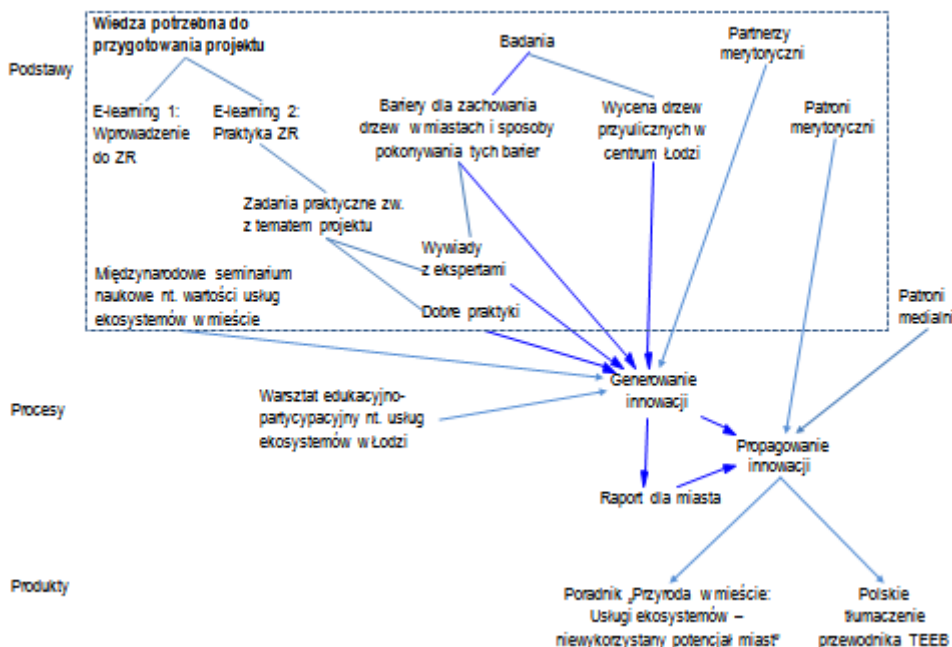 Wiedza potrzebna do
przygotowania projektu
Badania
Partnerzy
merytoryczni
Podstawy
E-learning 1:
Wprowadzenie
do ZR
E-learning 2:
Praktyka ZR
Bariery dla zachowania
drzew w miastach i sposoby
pokonywania tych barier
Wycena drzew
przyulicznych w
centrum Łodzi
Patroni
merytoryczni
Zadania praktyczne zw.
z tematem projektu
Wywiady
z ekspertami
Międzynarodowe seminarium
naukowe nt. wartości usług
ekosystemów w mieście
Dobre praktyki
Patroni
medialni
Procesy
Generowanie
innowacji
Warsztat edukacyjno-
partycypacyjny nt. usług
ekosystemów w Łodzi
Propagowanie
innowacji
Raport dla miasta
Produkty
Poradnik „Przyroda w mieście:
Usługi ekosystemów –
niewykorzystany potencjał miast”
Polskie
tłumaczenie
przewodnika TEEB